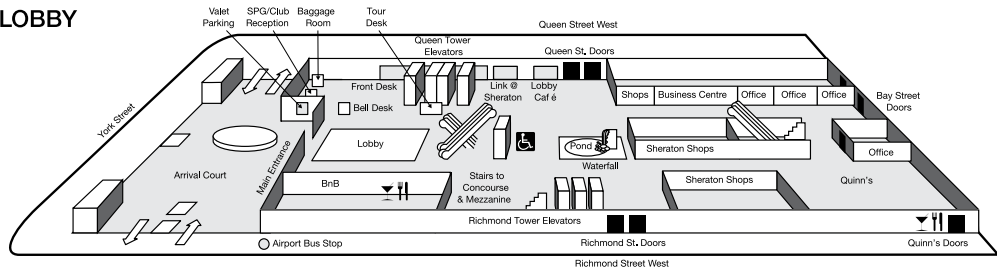 LOBBY
Valet
Parking
SPG/Club
Reception
Baggage
Room
Tour
Desk
Queen Street West
Queen Tower
Elevators
Queen St. Doors
Front Desk
Link @
Sheraton
Lobby
Caf é
Shops
Business Centre
Office
Office
Office
Bay Street
Doors
York Street
Bell Desk
Lobby
Pond
Waterfall
Sheraton Shops
Office
Main Entrance
Arrival Court
BnB
Stairs to
Concourse
& Mezzanine
Sheraton Shops
Quinn's
Richmond Tower Elevators
Airport Bus Stop
Richmond St. Doors
Quinn's Doors
Richmond Street West